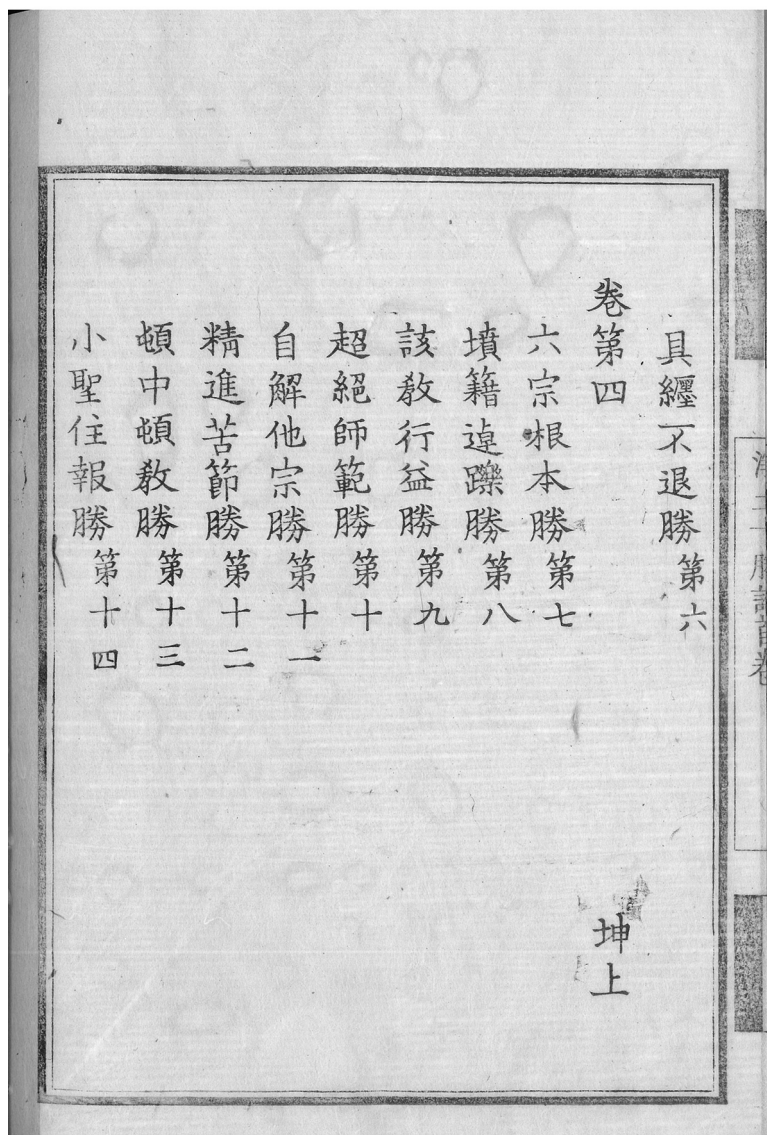 具纏不退勝第六
卷第四 坤上
六宗根本勝第七
墳籍逴躒勝第八
該教行益勝第九
超絕師範勝第十
自解他宗勝第十一
精進苦節勝第十二
頓中頓教勝第十三
小聖住報勝第十四